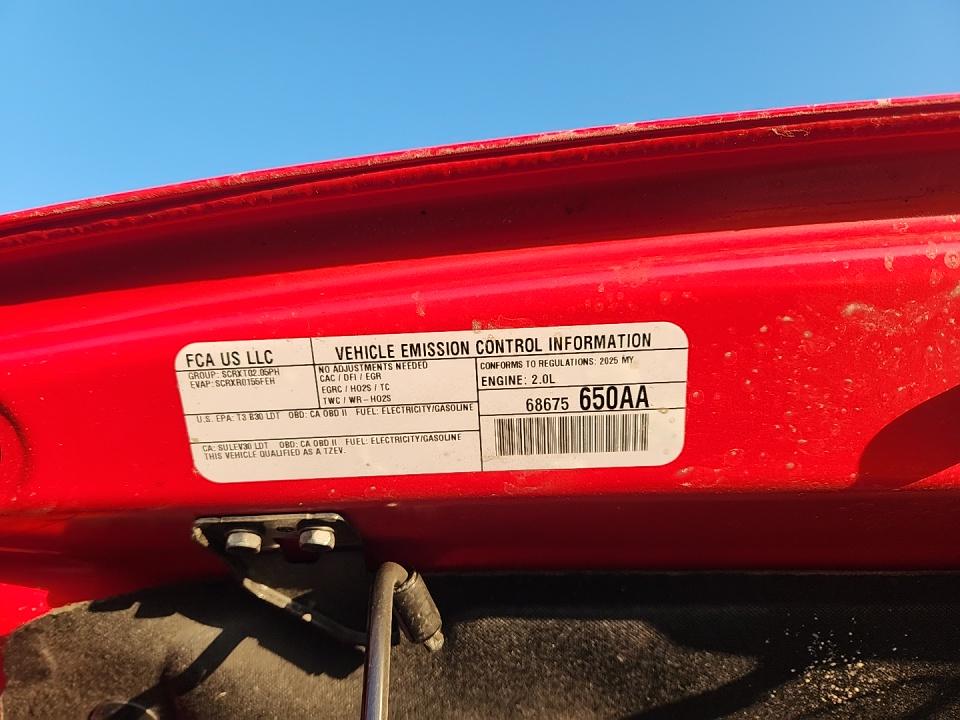 FCA US LLC
GROUP: SCRXT02.05PH
EVAP: SCRXR0155FEH
VEHICLE EMISSION CONTROL INFORMATION
NO ADJUSTMENTS NEEDED
CAC / DFI / EGR
EGRC / HO2S / TC
TWC / WR-HO2S
CONFORMS TO REGULATIONS: 2025 MY
ENGINE: 2.0L
68675 650AA
U.S. EPA: T3 B30 LDT OBD: CA OBD II FUEL: ELECTRICITY/GASOLINE
CA: SULEV30 LDT OBD: CA OBD II FUEL: ELECTRICITY/GASOLINE
THIS VEHICLE QUALIFIED AS A TZEV.